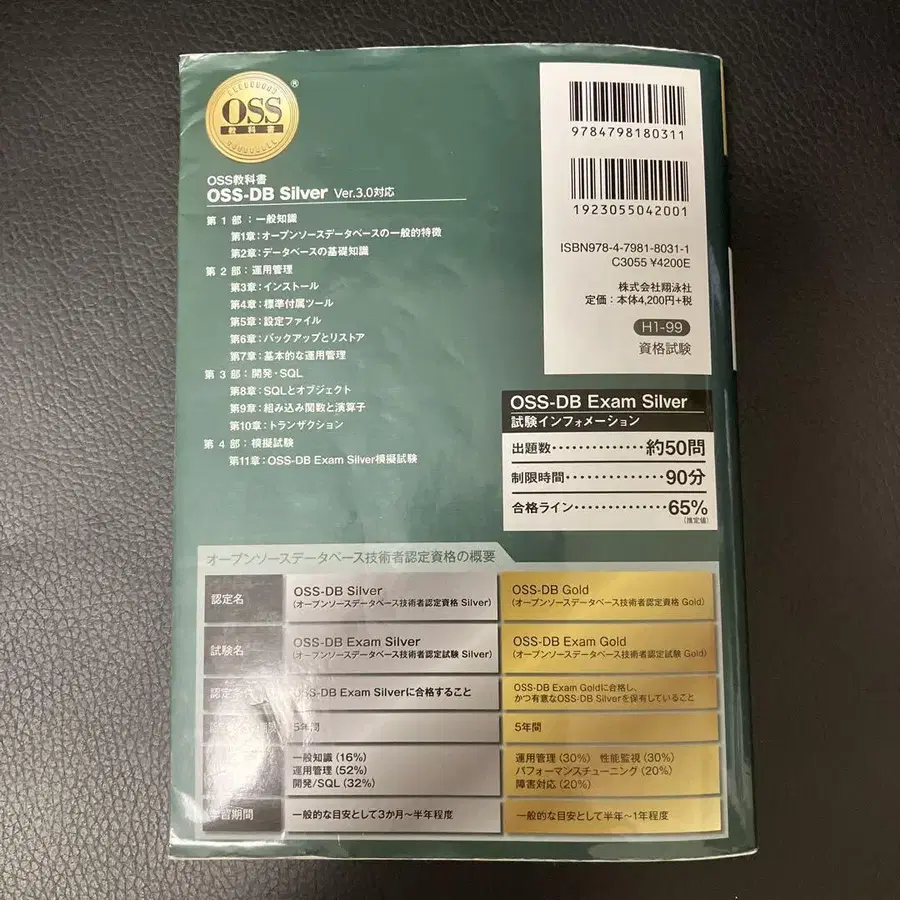 OSS
教科書
®
OSS教科書
OSS-DB Silver Ver.3.0対応
第1部：一般知識
第1章：オープンソースデータベースの一般的特徴
第2章：データベースの基礎知識
第2部：運用管理
第3章：インストール
第4章：標準付属ツール
第5章：設定ファイル
第6章：バックアップとリストア
第7章：基本的な運用管理
第3部：開発・SQL
第8章：SQLとオブジェクト
第9章：組み込み関数と演算子
第10章：トランザクション
第4部：模擬試験
第11章：OSS-DB Exam Silver模擬試験
9784798180311
1923055042001
ISBN978-4-7981-8031-1
C3055 ¥4200E
株式会社翔泳社
定価：本体4,200円+税
H1-99
資格試験
OSS-DB Exam Silver
試験インフォメーション
出題数･････････････約50問
制限時間･････････････90分
合格ライン････････････65%
(推定値)
オープンソースデータベース技術者認定資格の概要
認定名 OSS-DB Silver OSS-DB Gold
(オープンソースデータベース技術者認定資格 Silver) (オープンソースデータベース技術者認定資格 Gold)
試験名 OSS-DB Exam Silver OSS-DB Exam Gold
(オープンソースデータベース技術者認定試験 Silver) (オープンソースデータベース技術者認定試験 Gold)
認定条件 OSS-DB Exam Silverに合格すること OSS-DB Exam Goldに合格し、
かつ有意なOSS-DB Silverを保有していること
5年間 5年間
一般知識(16%) 運用管理(30%) 性能監視(30%)
運用管理(52%) パフォーマンスチューニング(20%)
開発/SQL(32%) 障害対応(20%)
学習期間 一般的な目安として3か月～半年程度 一般的な目安として半年～1年程度